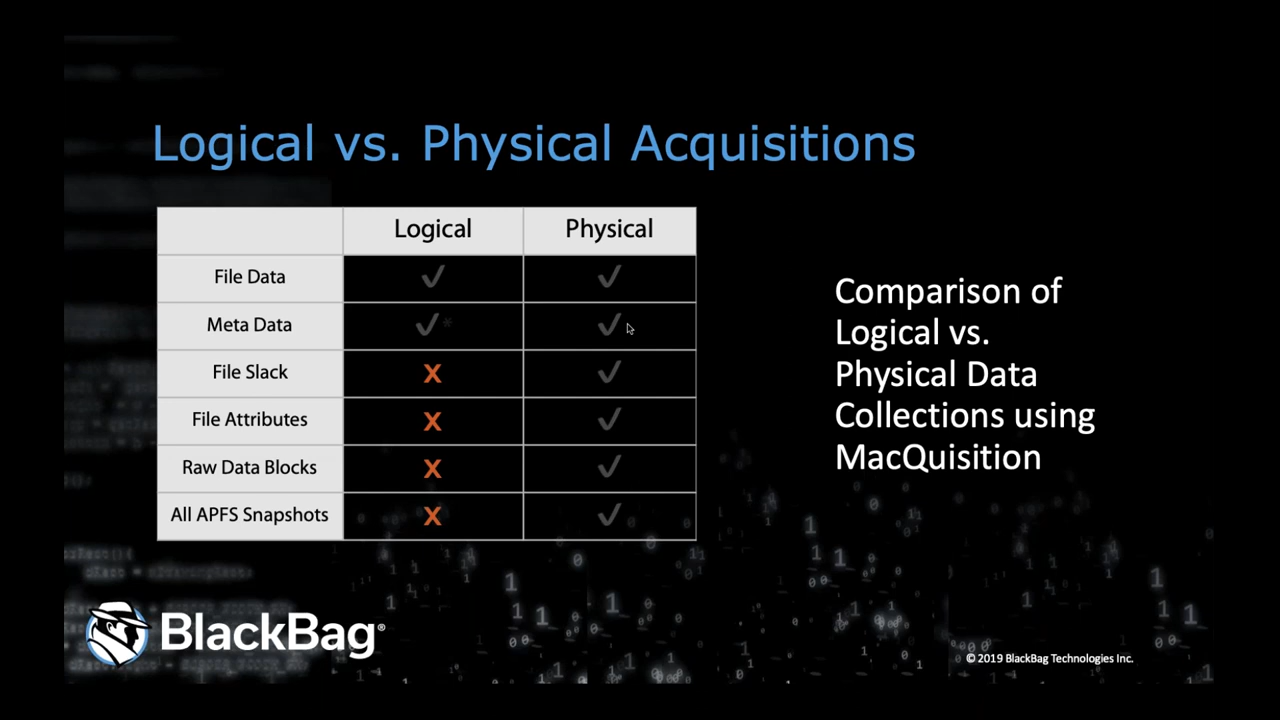 Logical vs. Physical Acquisitions
Logical Physical
File Data ✓ ✓
Meta Data ✓* ✓
File Slack X ✓
File Attributes X ✓
Raw Data Blocks X ✓
All APFS Snapshots X ✓
Comparison of
Logical vs.
Physical Data
Collections using
MacQuisition
BlackBag®
© 2019 BlackBag Technologies Inc.